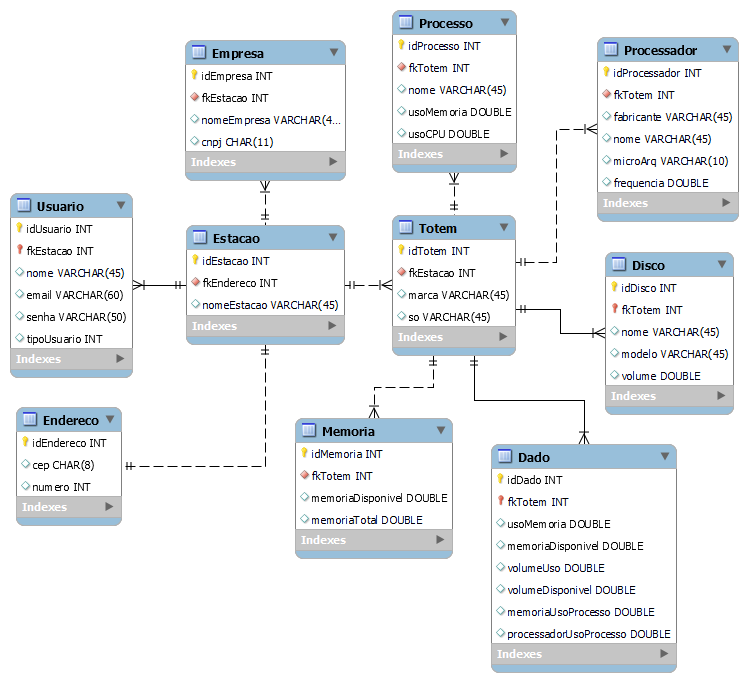 Processo
idProcesso INT
fkTotem INT
nome VARCHAR(45)
usoMemoria DOUBLE
usoCPU DOUBLE
Indexes
Empresa
idEmpresa INT
fkEstacao INT
nomeEmpresa VARCHAR(4...
cnpj CHAR(11)
Indexes
Processador
idProcessador INT
fkTotem INT
fabricante VARCHAR(45)
nome VARCHAR(45)
microArq VARCHAR(10)
frequencia DOUBLE
Indexes
Usuario
idUsuario INT
fkEstacao INT
nome VARCHAR(45)
email VARCHAR(60)
senha VARCHAR(50)
tipoUsuario INT
Indexes
Estacao
idEstacao INT
fkEndereco INT
nomeEstacao VARCHAR(45)
Indexes
Totem
idTotem INT
fkEstacao INT
marca VARCHAR(45)
so VARCHAR(45)
Indexes
Disco
idDisco INT
fkTotem INT
nome VARCHAR(45)
modelo VARCHAR(45)
volume DOUBLE
Indexes
Endereco
idEndereco INT
cep CHAR(8)
numero INT
Indexes
Memoria
idMemoria INT
fkTotem INT
memoriaDisponivel DOUBLE
memoriaTotal DOUBLE
Indexes
Dado
idDado INT
fkTotem INT
usoMemoria DOUBLE
memoriaDisponivel DOUBLE
volumeUso DOUBLE
volumeDisponivel DOUBLE
memoriaUsoProcesso DOUBLE
processadorUsoProcesso DOUBLE
Indexes